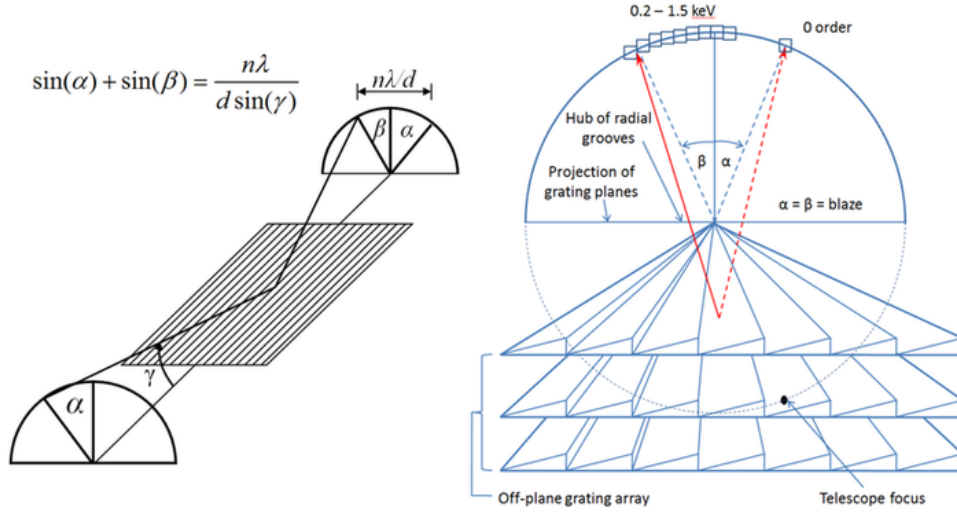 sin(α) + sin(β) = nλ / d sin(γ)
nλ/d
β
α
γ
α
0.2 – 1.5 keV
0 order
Hub of radial
grooves
β
α
Projection of
grating planes
α = β = blaze
Off-plane grating array
Telescope focus